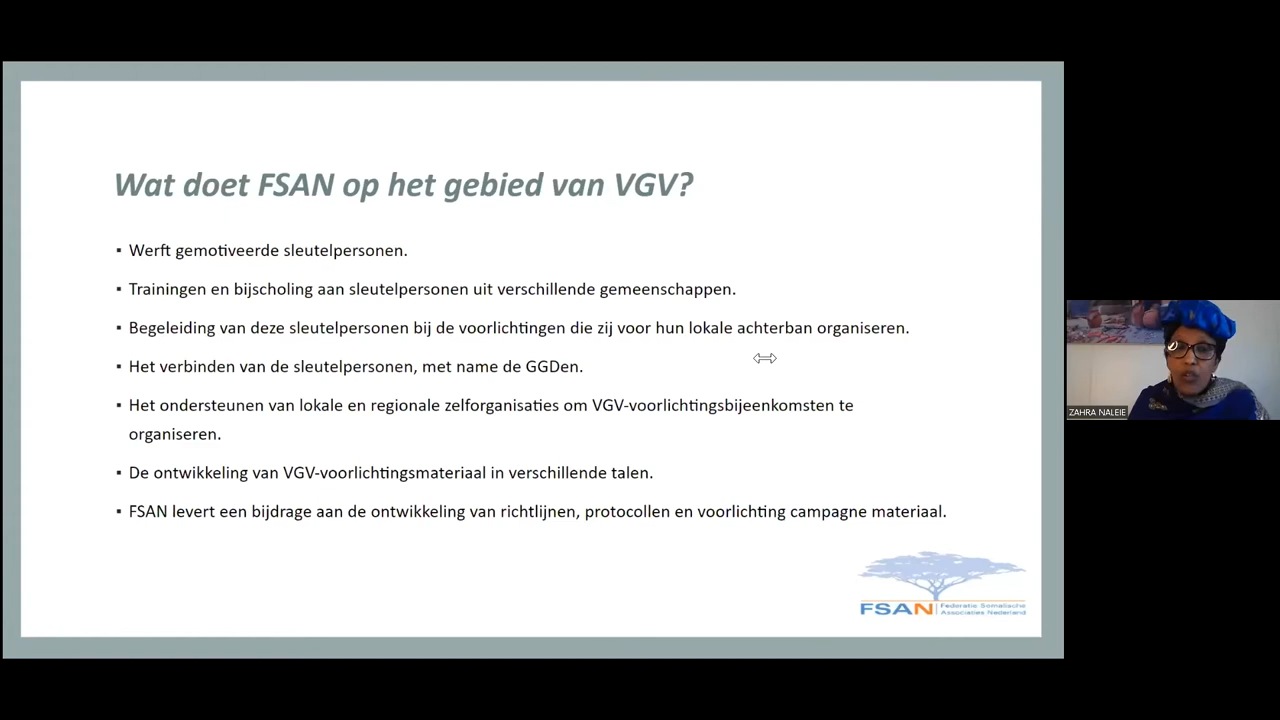 Wat doet FSAN op het gebied van VGV?
▪ Werft gemotiveerde sleutelpersonen.
▪ Trainingen en bijscholing aan sleutelpersonen uit verschillende gemeenschappen.
▪ Begeleiding van deze sleutelpersonen bij de voorlichtingen die zij voor hun lokale achterban organiseren.
▪ Het verbinden van de sleutelpersonen, met name de GGDen.
▪ Het ondersteunen van lokale en regionale zelforganisaties om VGV-voorlichtingsbijeenkomsten te
organiseren.
▪ De ontwikkeling van VGV-voorlichtingsmateriaal in verschillende talen.
▪ FSAN levert een bijdrage aan de ontwikkeling van richtlijnen, protocollen en voorlichting campagne materiaal.
FSAN
Federatie Somalische
Associaties Nederland
ZAHRA NALEIE